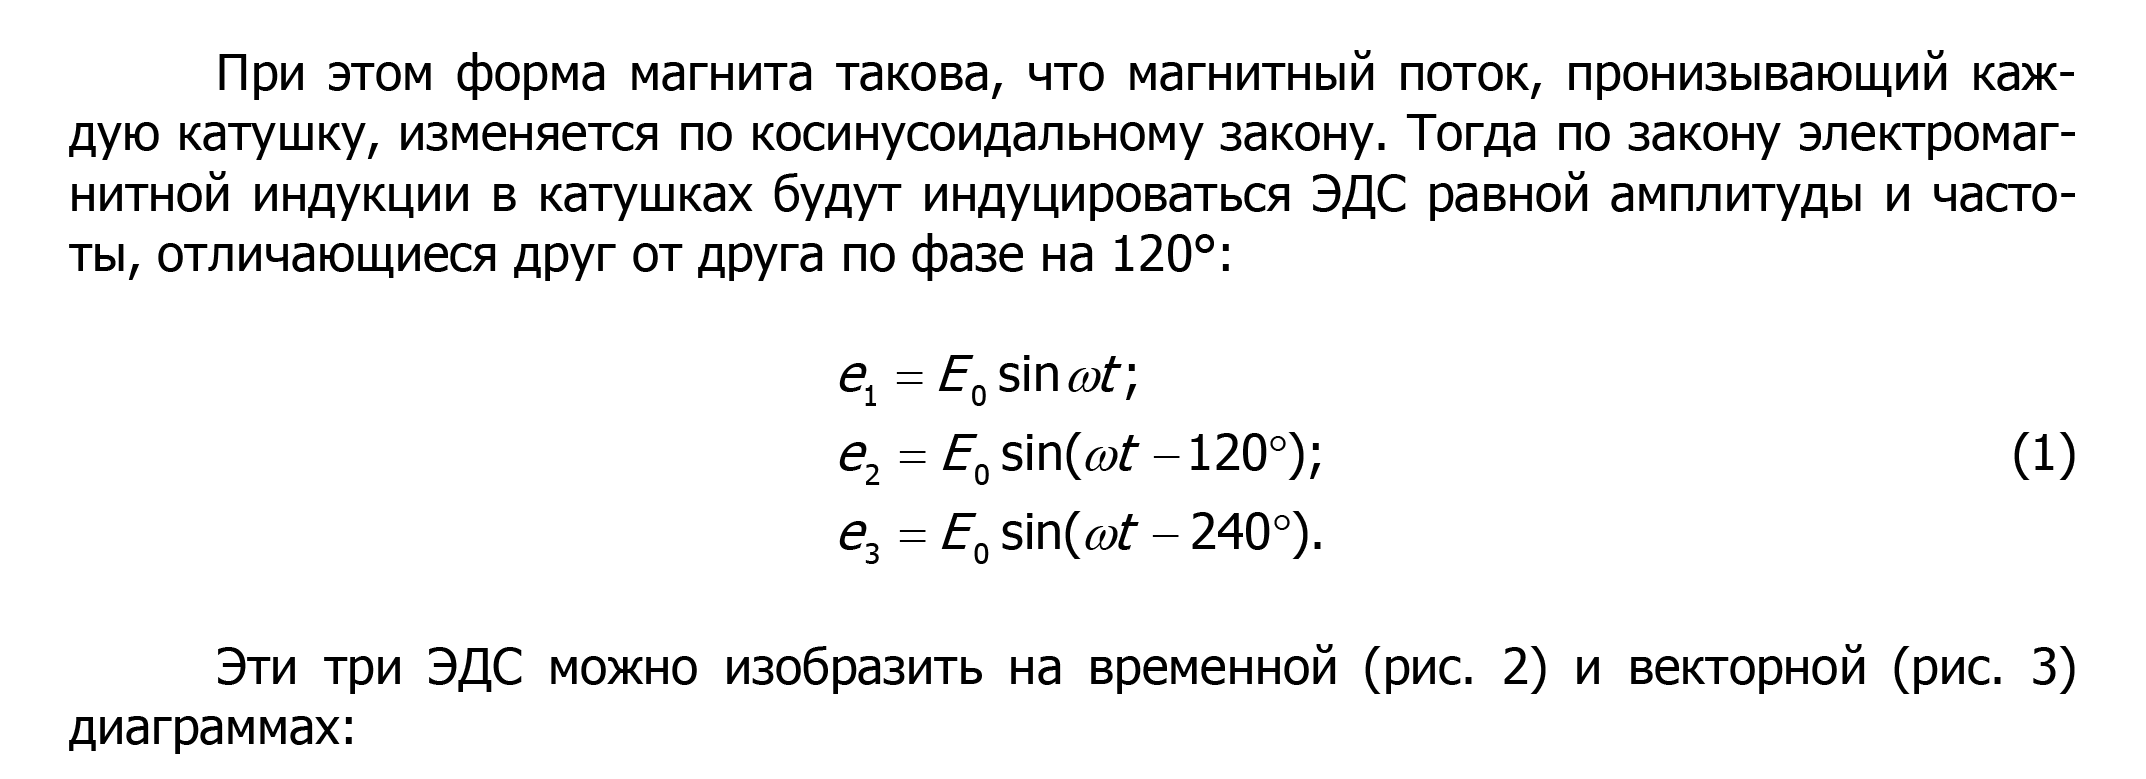 При этом форма магнита такова, что магнитный поток, пронизывающий каж-
дую катушку, изменяется по косинусоидальному закону. Тогда по закону электромаг-
нитной индукции в катушках будут индуцироваться ЭДС равной амплитуды и часто-
ты, отличающиеся друг от друга по фазе на 120°:
e₁ = E₀ sin ωt;
e₂ = E₀ sin(ωt − 120°); (1)
e₃ = E₀ sin(ωt − 240°).
Эти три ЭДС можно изобразить на временной (рис. 2) и векторной (рис. 3)
диаграммах: